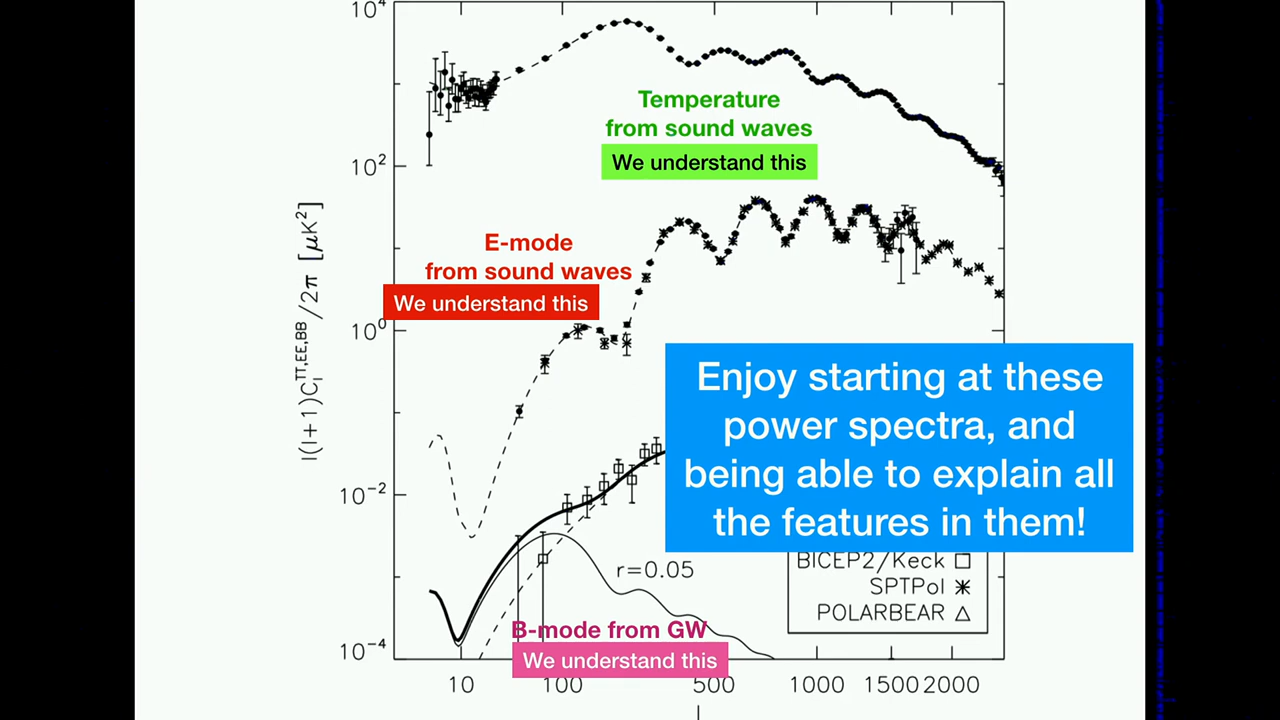 10⁴
Temperature
from sound waves
We understand this
10²
E-mode
from sound waves
We understand this
l(l+1)C_l^TT,EE,BB/2π [μK²]
10⁰
Enjoy starting at these
power spectra, and
being able to explain all
the features in them!
10⁻²
BICEP2/Keck
r=0.05
SPTPol
POLARBEAR
B-mode from GW
We understand this
10⁻⁴
10 100 500 1000 1500 2000